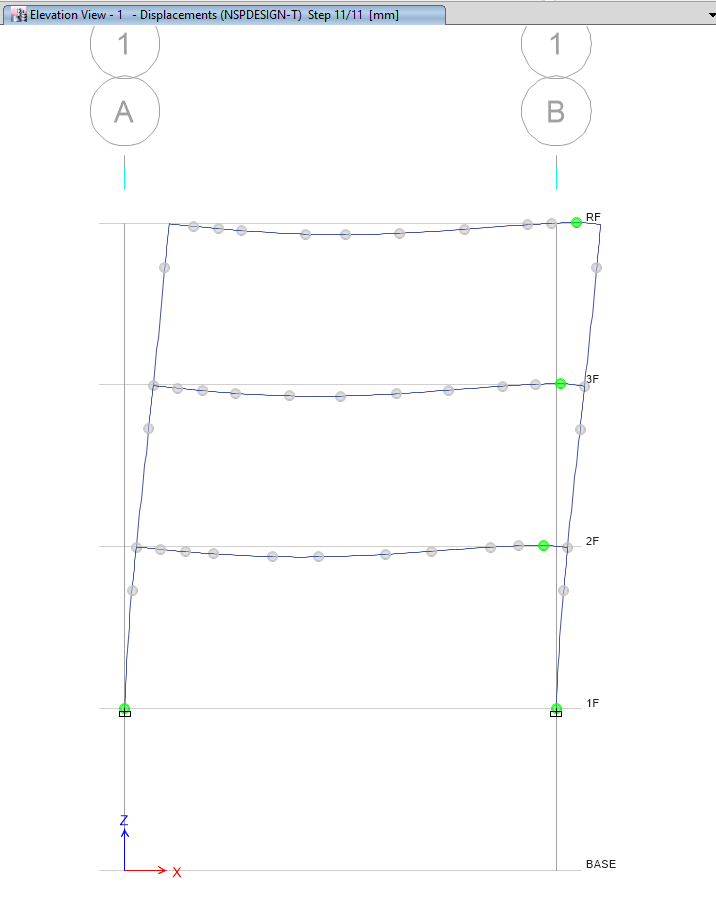 Elevation View - 1 - Displacements (NSPDESIGN-T) Step 11/11 [mm]
1 1
A B
RF
3F
2F
1F
Z
X
BASE